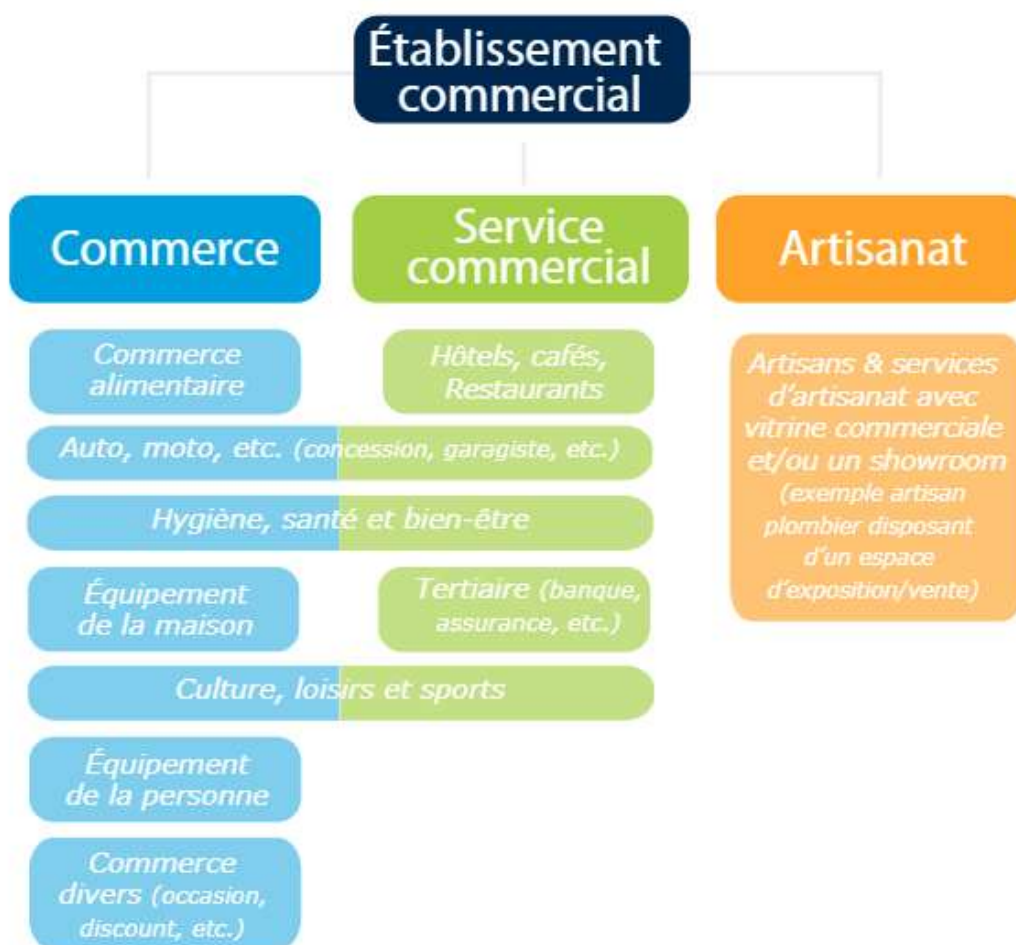 Établissement
commercial
Commerce
Service
commercial
Artisanat
Commerce
alimentaire
Hôtels, cafés,
Restaurants
Auto, moto, etc. (concession, garagiste, etc.)
Hygiène, santé et bien-être
Équipement
de la maison
Tertiaire (banque,
assurance, etc.)
Culture, loisirs et sports
Équipement
de la personne
Commerce
divers (occasion,
discount, etc.)
Artisans & services
d'artisanat avec
vitrine commerciale
et/ou un showroom
(exemple artisan
plombier disposant
d'un espace
d'exposition/vente)